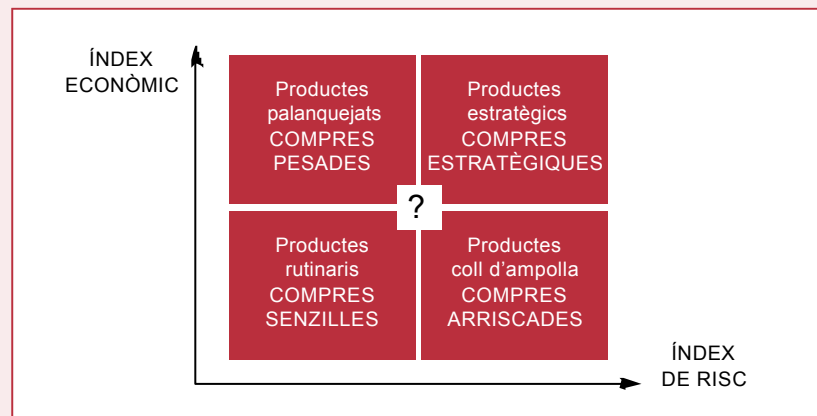 ÍNDEX
ECONÒMIC
Productes
palanquejats
COMPRES
PESADES
Productes
estratègics
COMPRES
ESTRATÈGIQUES
?
Productes
rutinaris
COMPRES
SENZILLES
Productes
coll d'ampolla
COMPRES
ARRISCADES
ÍNDEX
DE RISC